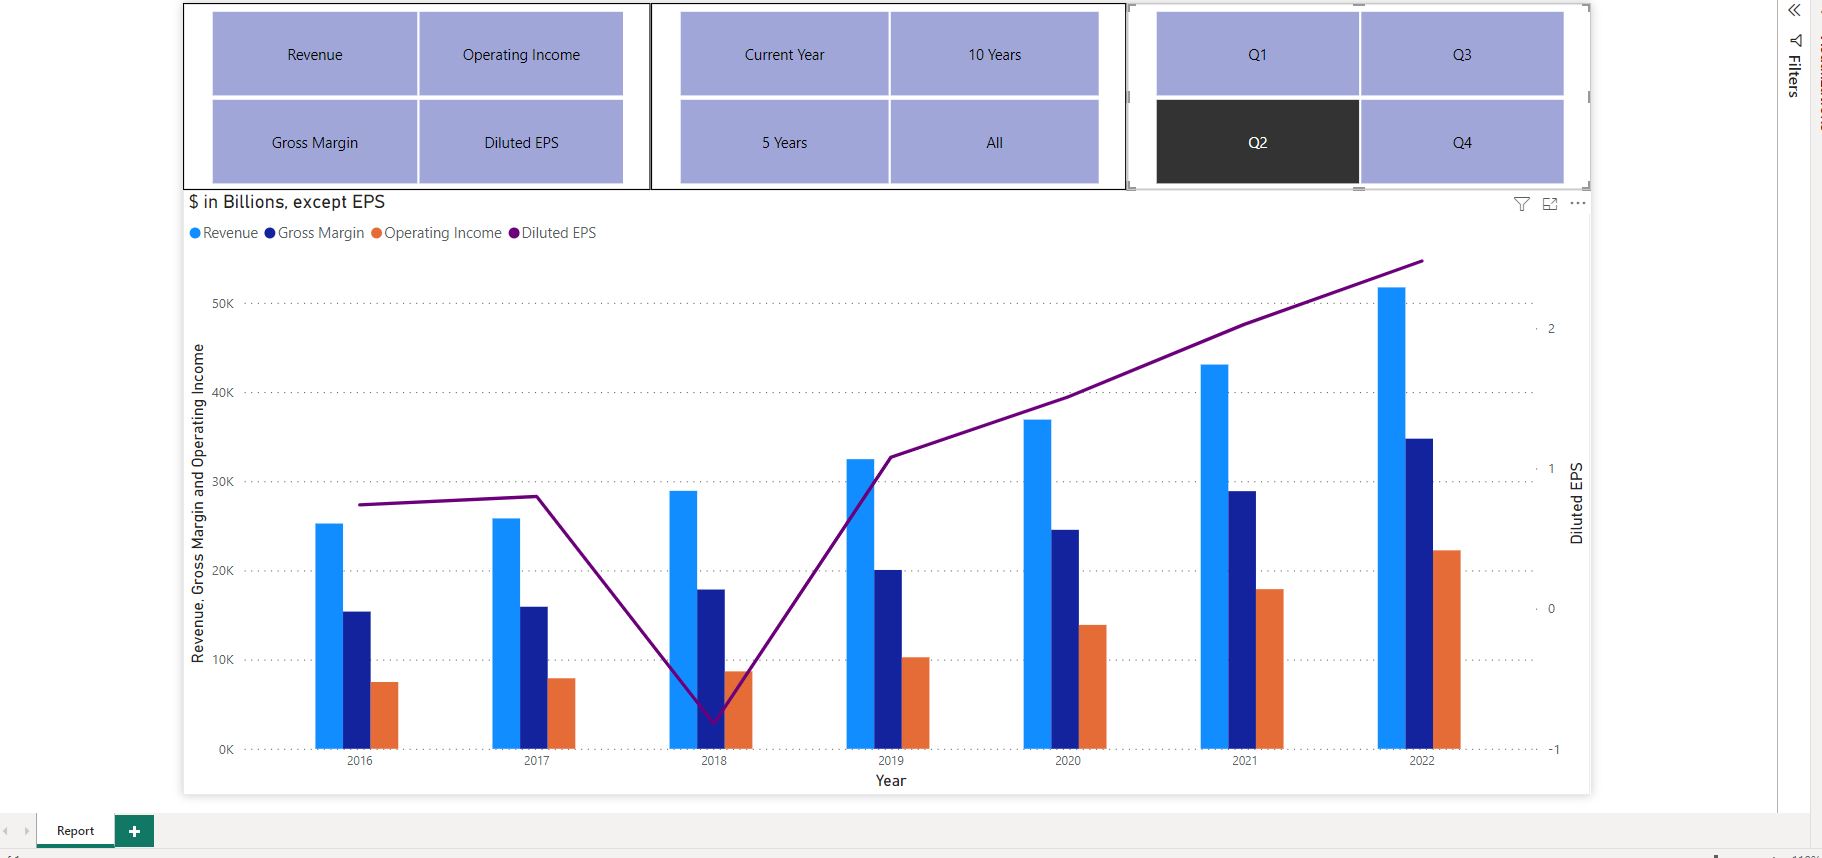 Revenue Operating Income Current Year 10 Years Q1 Q3
Gross Margin Diluted EPS 5 Years All Q2 Q4
Filters
$ in Billions, except EPS
Revenue Gross Margin Operating Income Diluted EPS
50K
40K
30K
20K
10K
0K
Revenue, Gross Margin and Operating Income
2
1
0
-1
Diluted EPS
2016 2017 2018 2019 2020 2021 2022
Year
Report